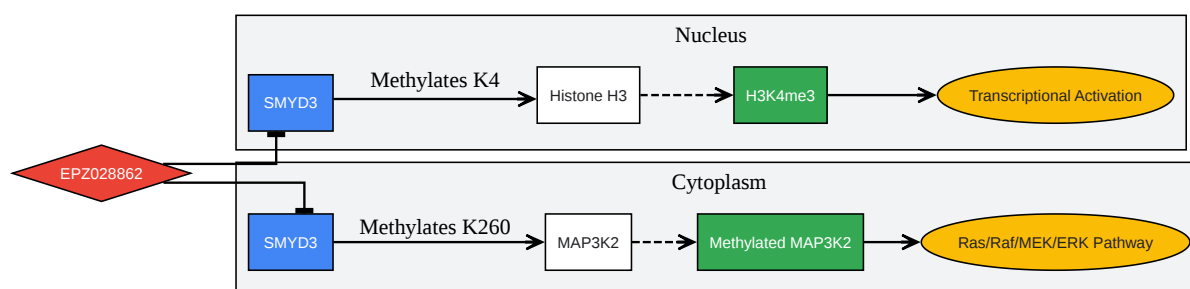 Nucleus
SMYD3
Methylates K4
Histone H3
H3K4me3
Transcriptional Activation
EPZ028862
Cytoplasm
SMYD3
Methylates K260
MAP3K2
Methylated MAP3K2
Ras/Raf/MEK/ERK Pathway